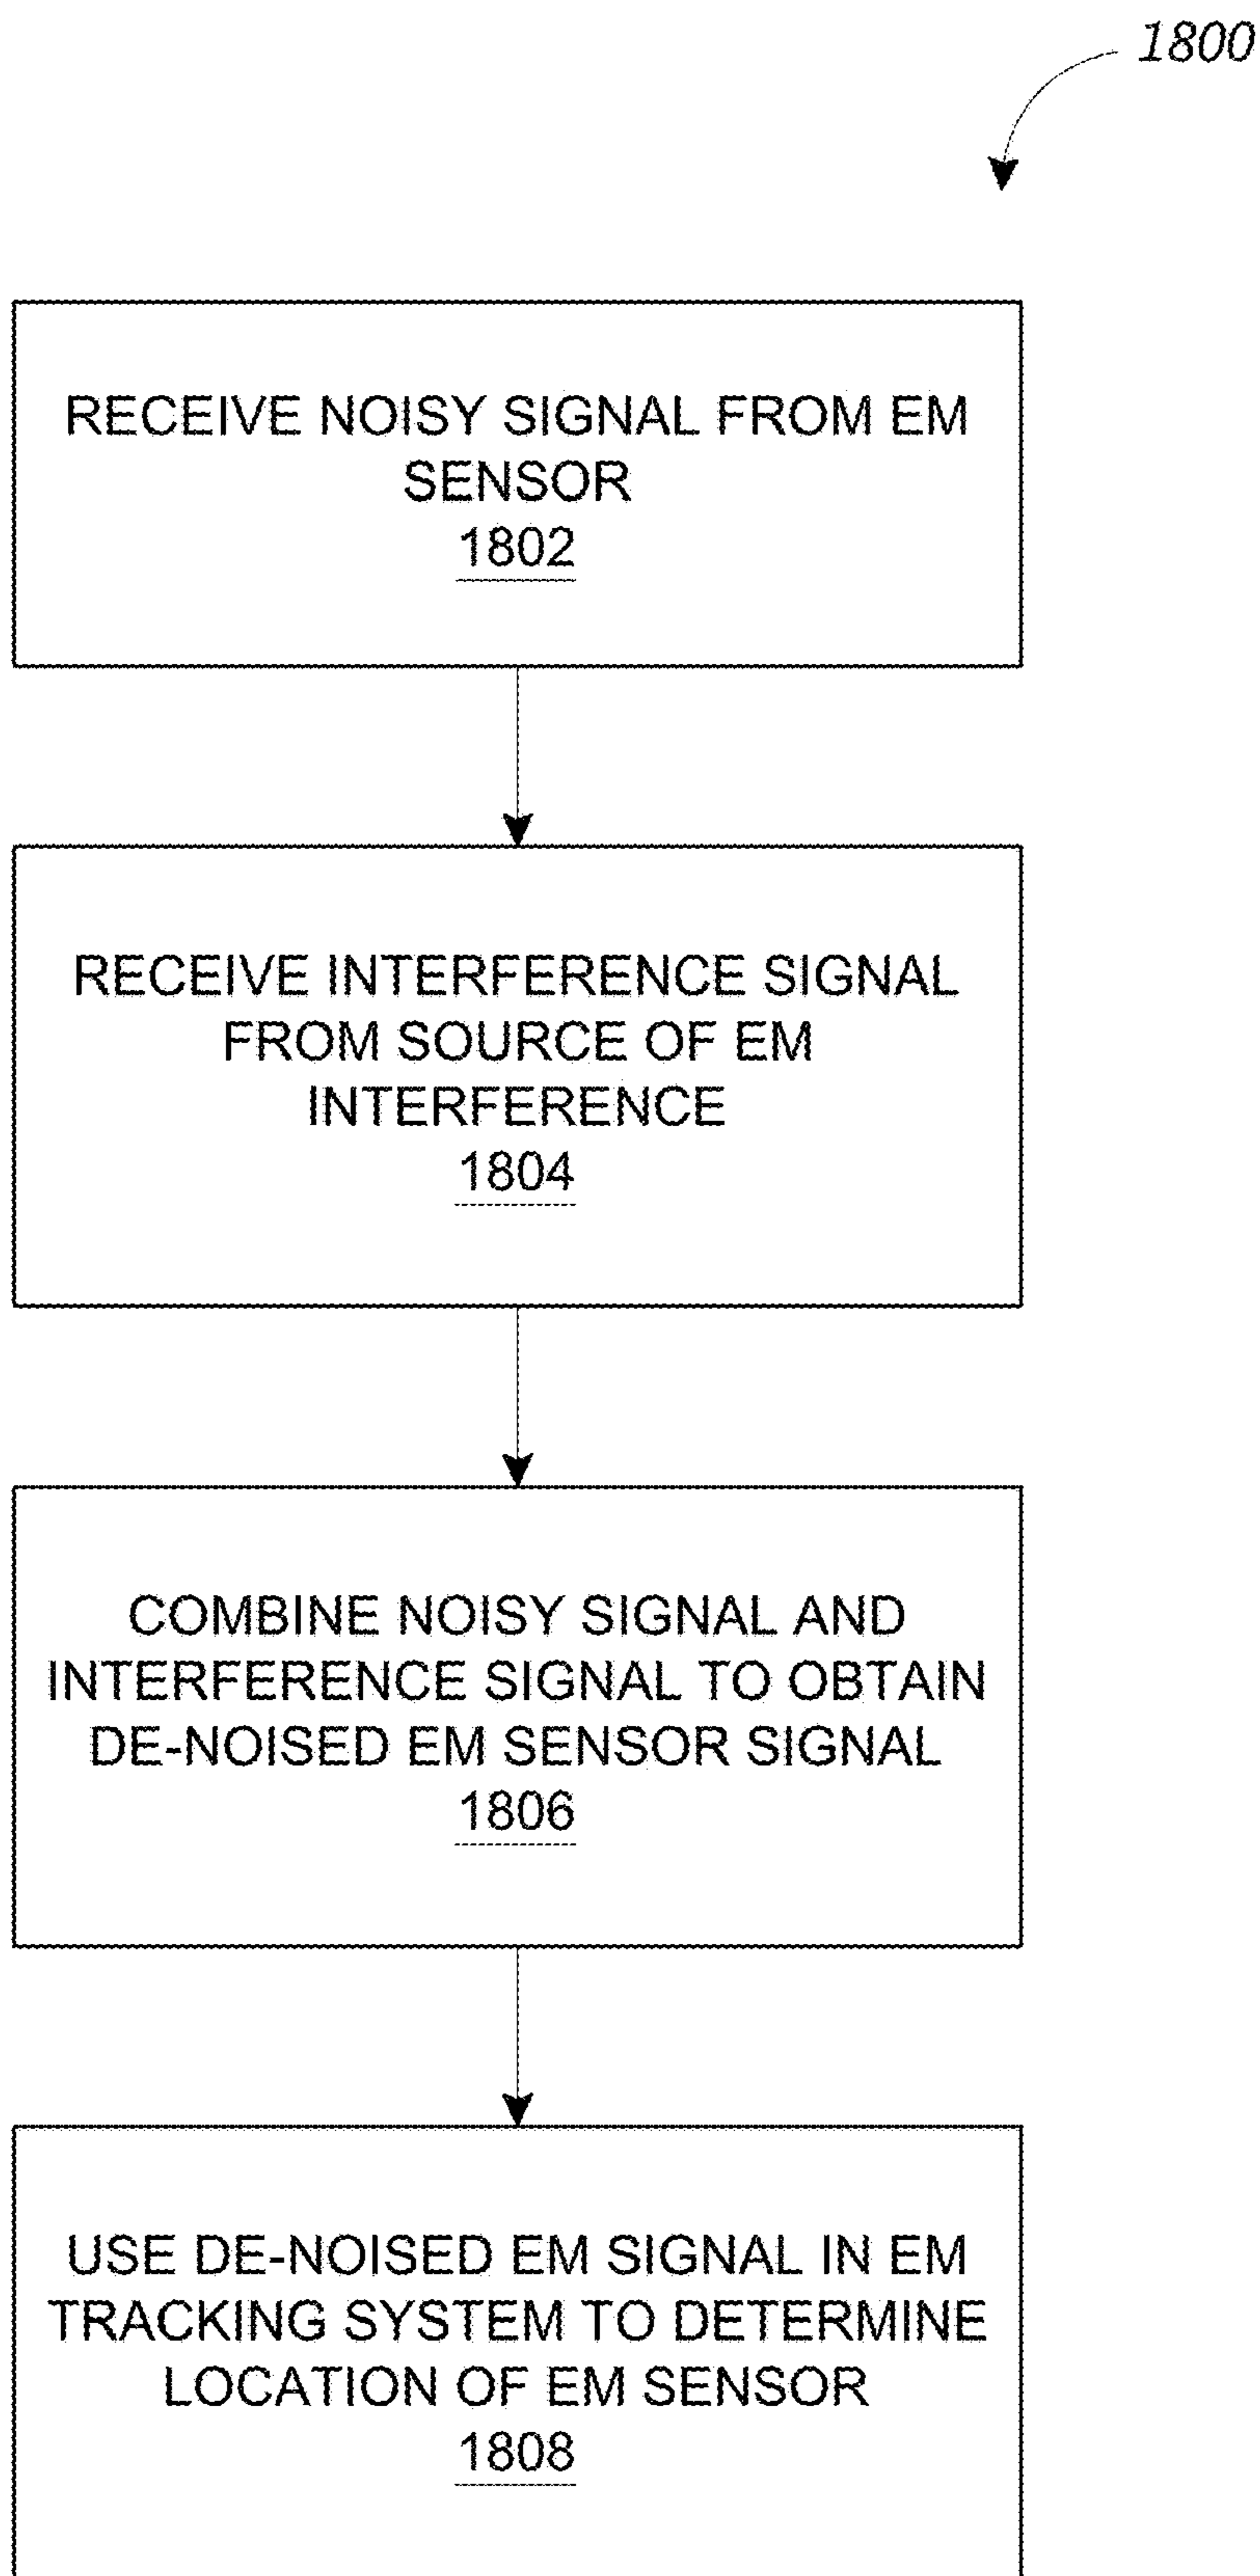 1800
RECEIVE NOISY SIGNAL FROM EM
SENSOR
1802
RECEIVE INTERFERENCE SIGNAL
FROM SOURCE OF EM
INTERFERENCE
1804
COMBINE NOISY SIGNAL AND
INTERFERENCE SIGNAL TO OBTAIN
DE-NOISED EM SENSOR SIGNAL
1806
USE DE-NOISED EM SIGNAL IN EM
TRACKING SYSTEM TO DETERMINE
LOCATION OF EM SENSOR
1808